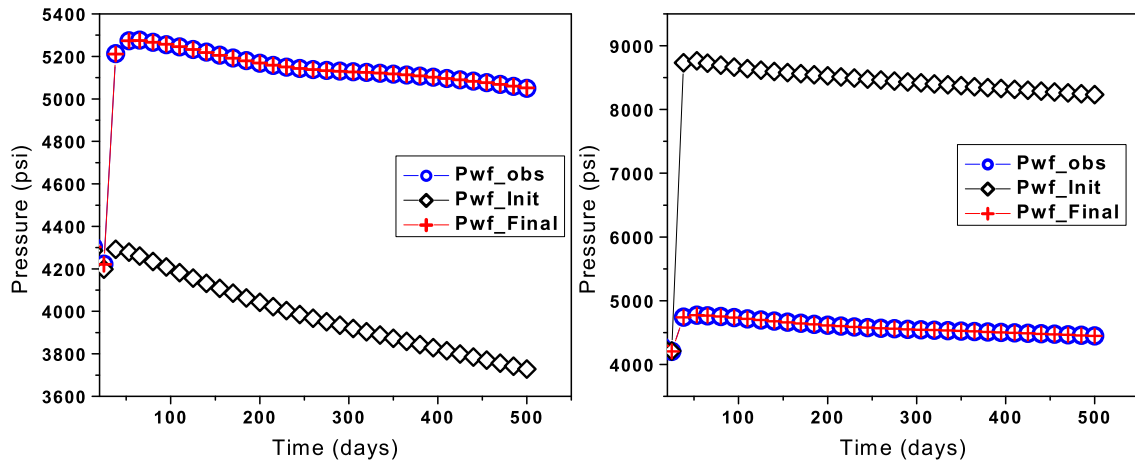 5400
5200
5000
4800
4600
4400
4200
4000
3800
3600
Pressure (psi)
100
200
300
400
500
Time (days)
Pwf_obs
Pwf_Init
Pwf_Final
9000
8000
7000
6000
5000
4000
Pressure (psi)
100
200
300
400
500
Time (days)
Pwf_obs
Pwf_Init
Pwf_Final